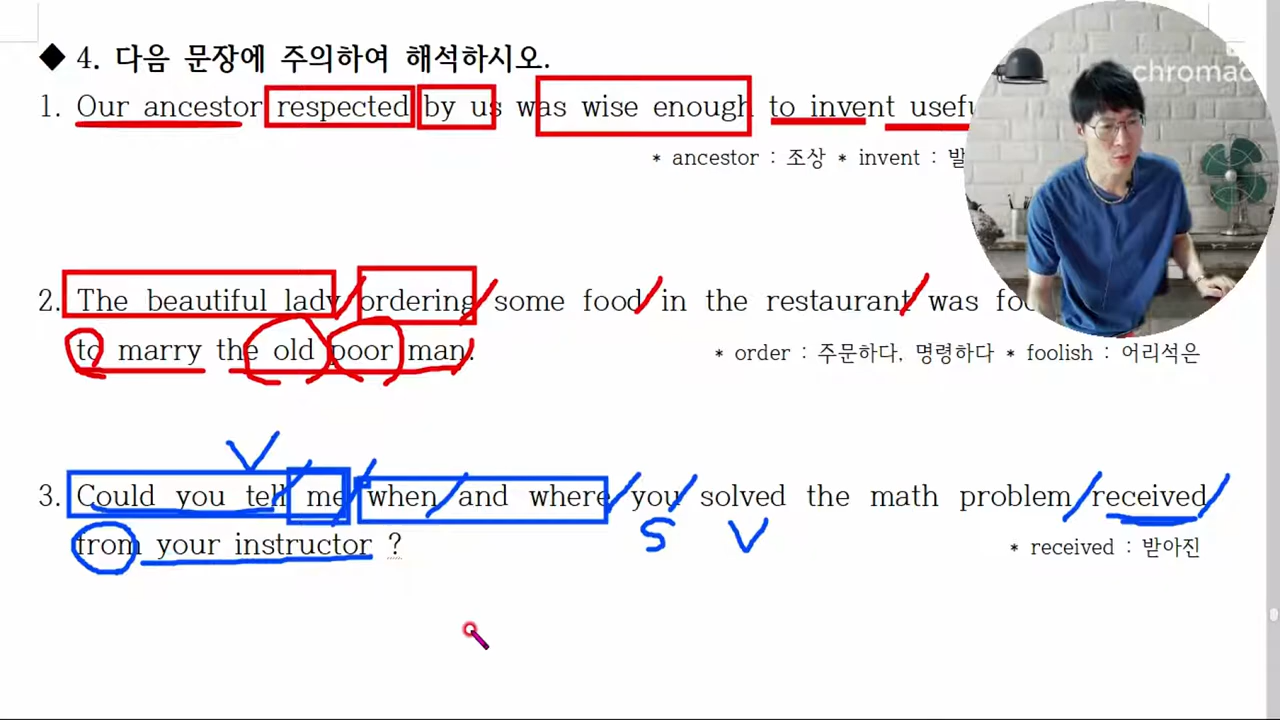 ◆ 4. 다음 문장에 주의하여 해석하시오.
chromac
1. Our ancestor respected by us was wise enough to invent usefu
* ancestor : 조상 * invent : 발
2. The beautiful lady ordering some food in the restaurant was foo
to marry the old poor man.
* order : 주문하다, 명령하다 * foolish : 어리석은
V
3. Could you tell me when and where you solved the math problem received
S V
from your instructor ?
* received : 받아진